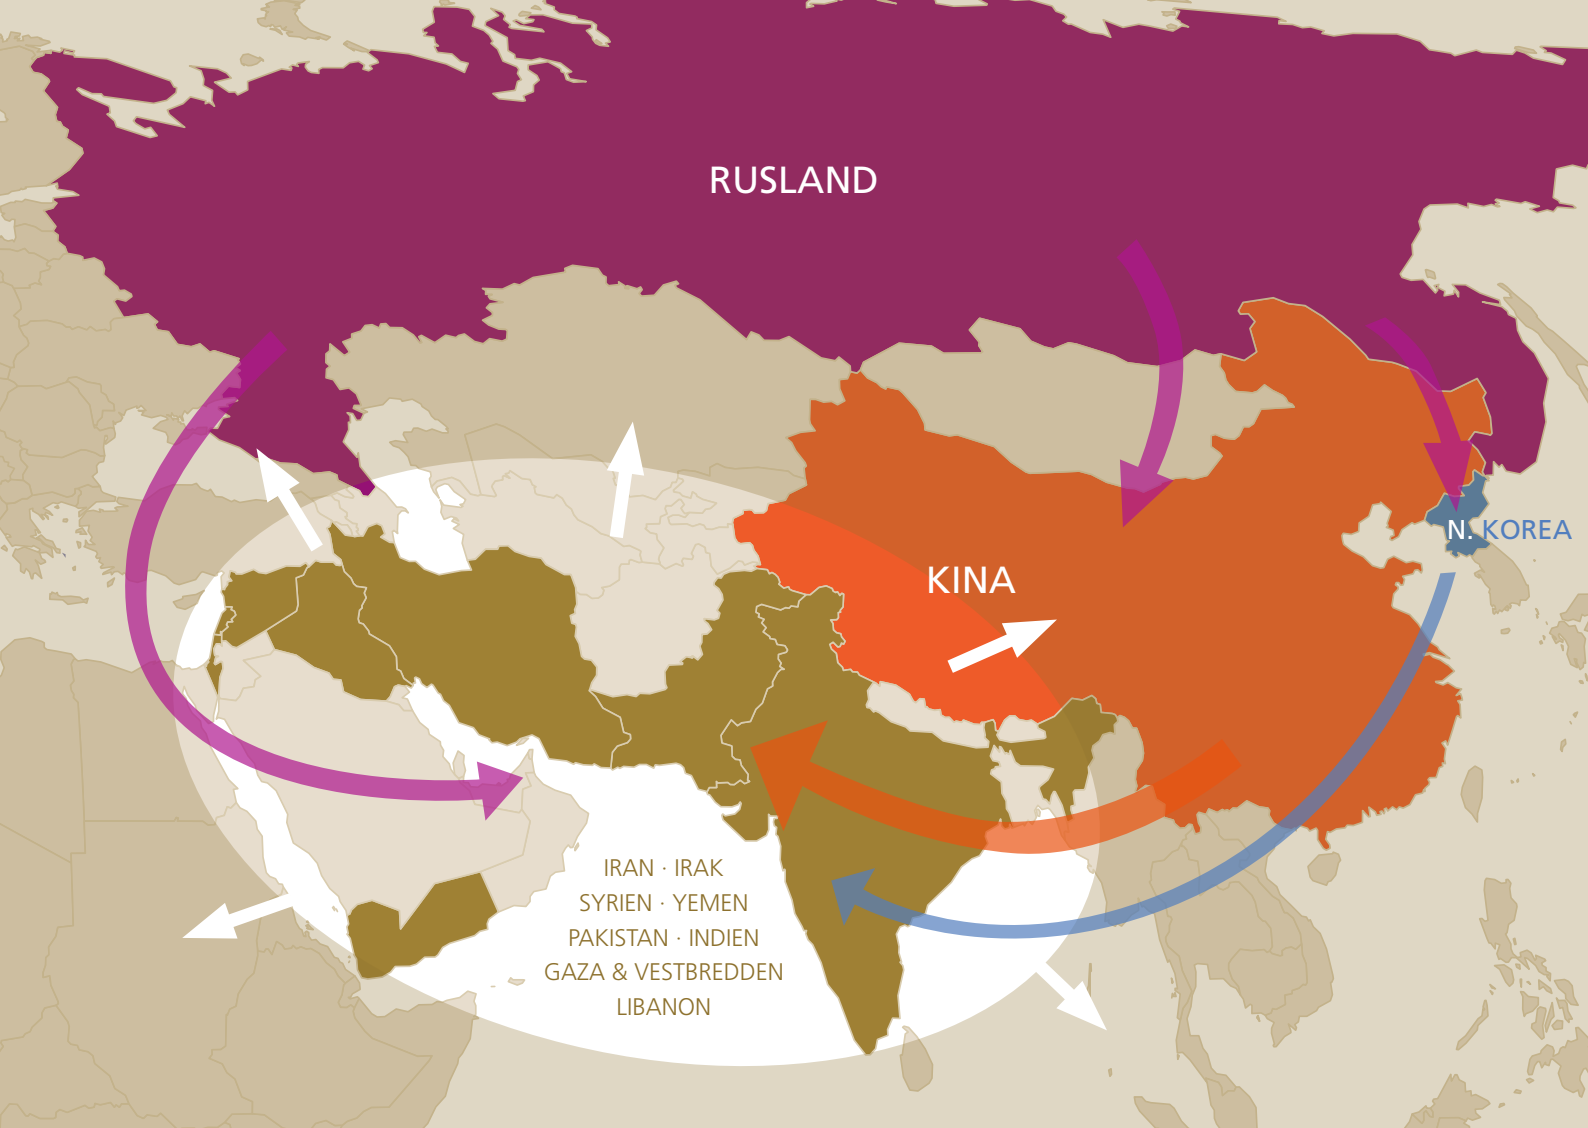 RUSLAND
N. KOREA
KINA
IRAN · IRAK
SYRIEN · YEMEN
PAKISTAN · INDIEN
GAZA & VESTBREDDEN
LIBANON